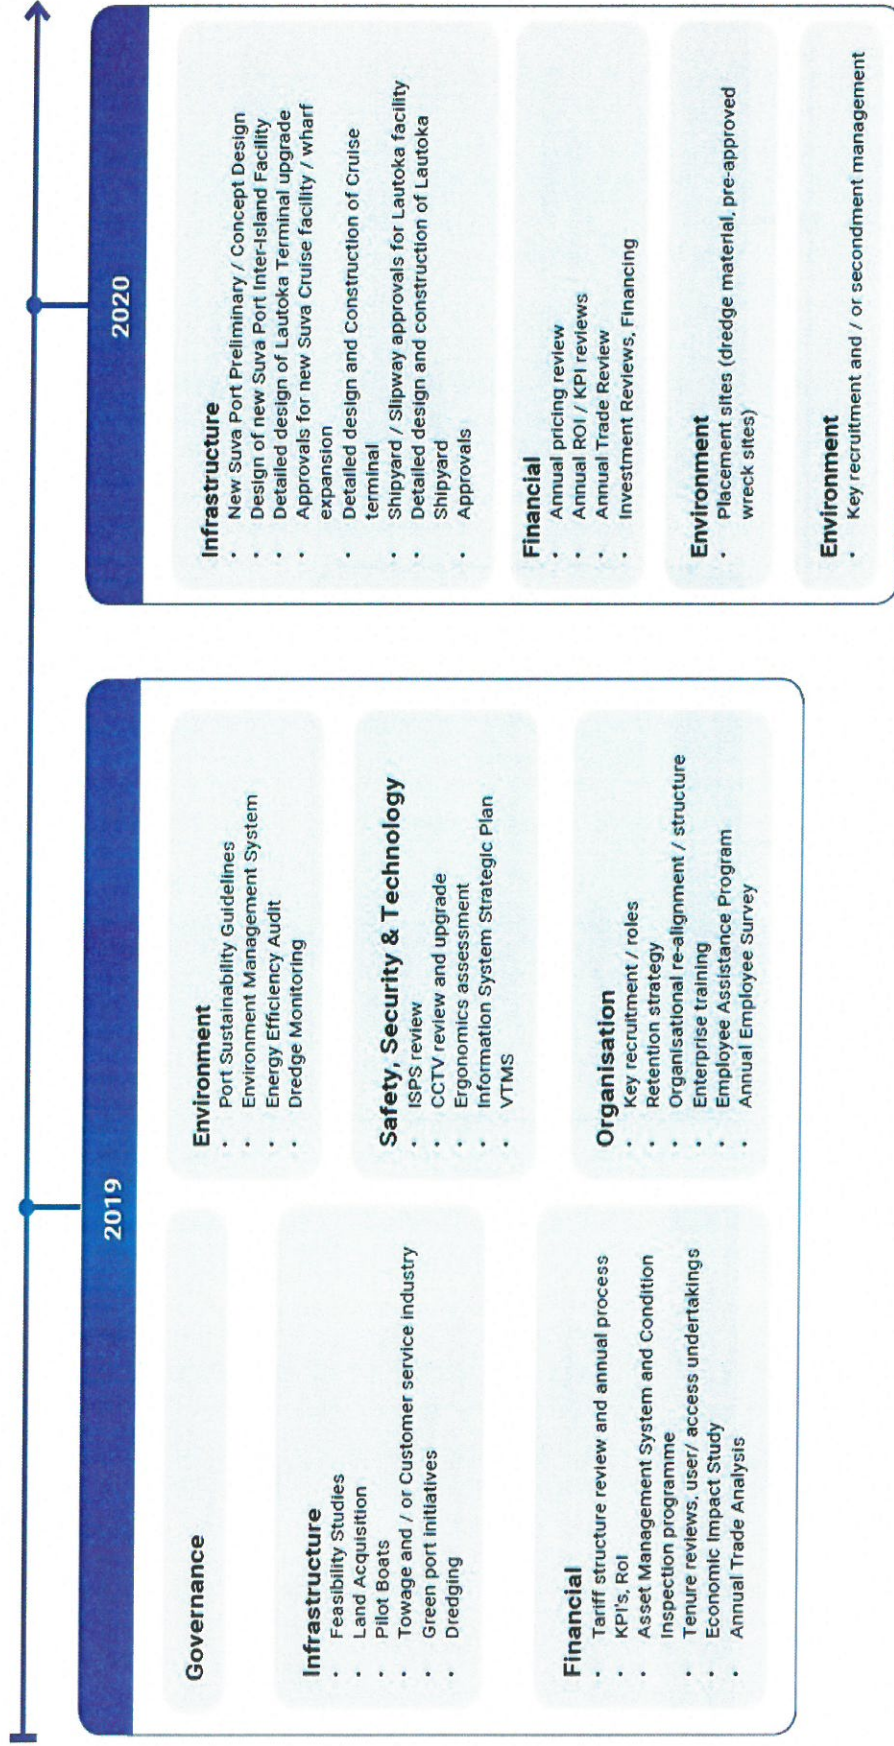 2019
Governance
Infrastructure
• Feasibility Studies
• Land Acquisition
• Pilot Boats
• Towage and / or Customer service industry
• Green port initiatives
• Dredging
Financial
• Tariff structure review and annual process
• KPI's, RoI
• Asset Management System and Condition
Inspection programme
• Tenure reviews, user/ access undertakings
• Economic Impact Study
• Annual Trade Analysis
Environment
• Port Sustainability Guidelines
• Environment Management System
• Energy Efficiency Audit
• Dredge Monitoring
Safety, Security & Technology
• ISPS review
• CCTV review and upgrade
• Ergonomics assessment
• Information System Strategic Plan
• VTMS
Organisation
• Key recruitment / roles
• Retention strategy
• Organisational re-alignment / structure
• Enterprise training
• Employee Assistance Program
• Annual Employee Survey
2020
Infrastructure
• New Suva Port Preliminary / Concept Design
• Design of new Suva Port Inter-Island Facility
• Detailed design of Lautoka Terminal upgrade
• Approvals for new Suva Cruise facility / wharf
expansion
• Detailed design and Construction of Cruise
terminal
• Shipyard / Slipway approvals for Lautoka facility
• Detailed design and construction of Lautoka
Shipyard
• Approvals
Financial
• Annual pricing review
• Annual ROI / KPI reviews
• Annual Trade Review
• Investment Reviews, Financing
Environment
• Placement sites (dredge material, pre-approved
wreck sites)
Environment
• Key recruitment and / or secondment management